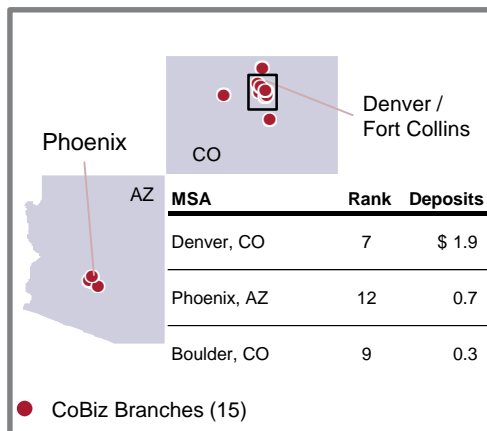 Denver /
Fort Collins
Phoenix
CO
AZ
MSA Rank Deposits
Denver, CO 7 $ 1.9
Phoenix, AZ 12 0.7
Boulder, CO 9 0.3
CoBiz Branches (15)